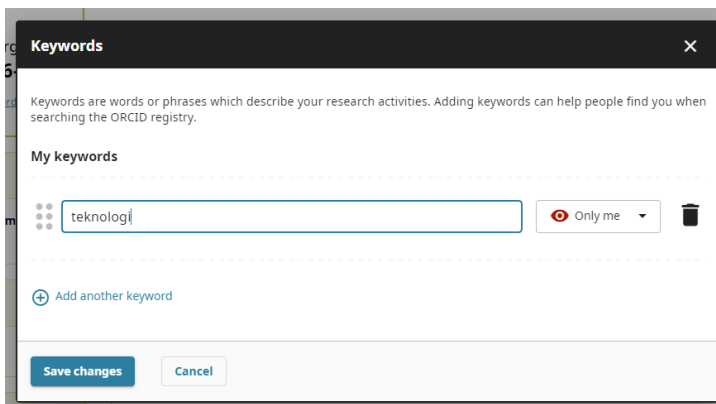 Keywords
Keywords are words or phrases which describe your research activities. Adding keywords can help people find you when
searching the ORCID registry.
My keywords
teknologi
Only me
Add another keyword
Save changes
Cancel